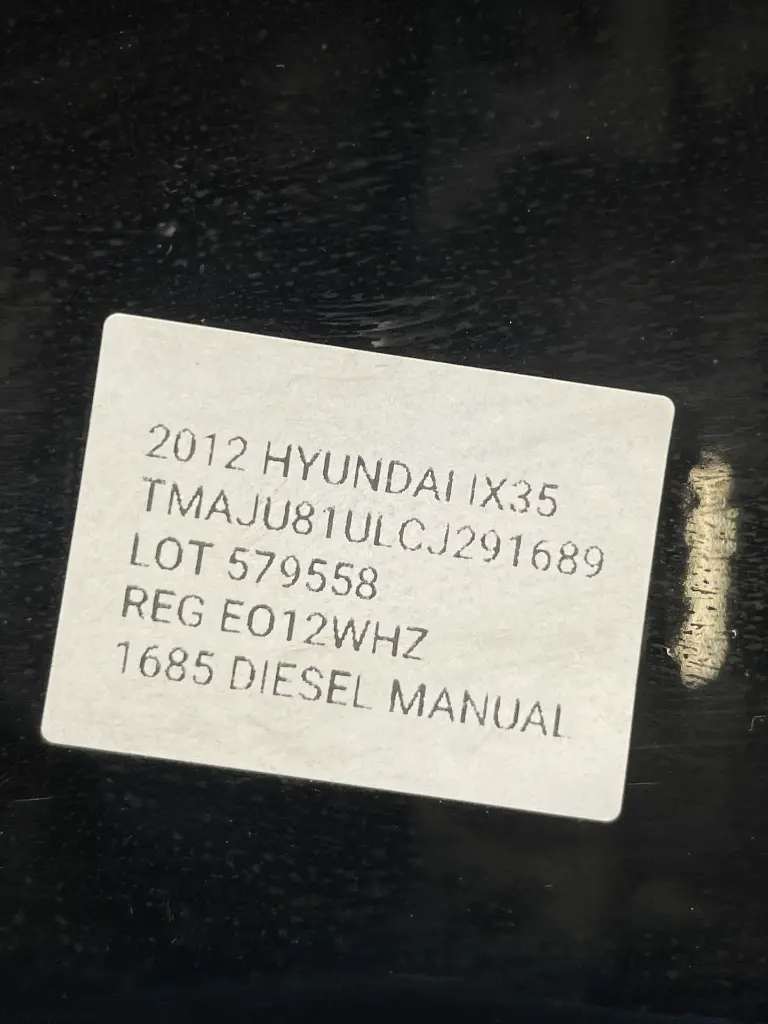 2012 HYUNDAI IX35
TMAJU81ULCJ291689
LOT 579558
REG EO12WHZ
1685 DIESEL MANUAL